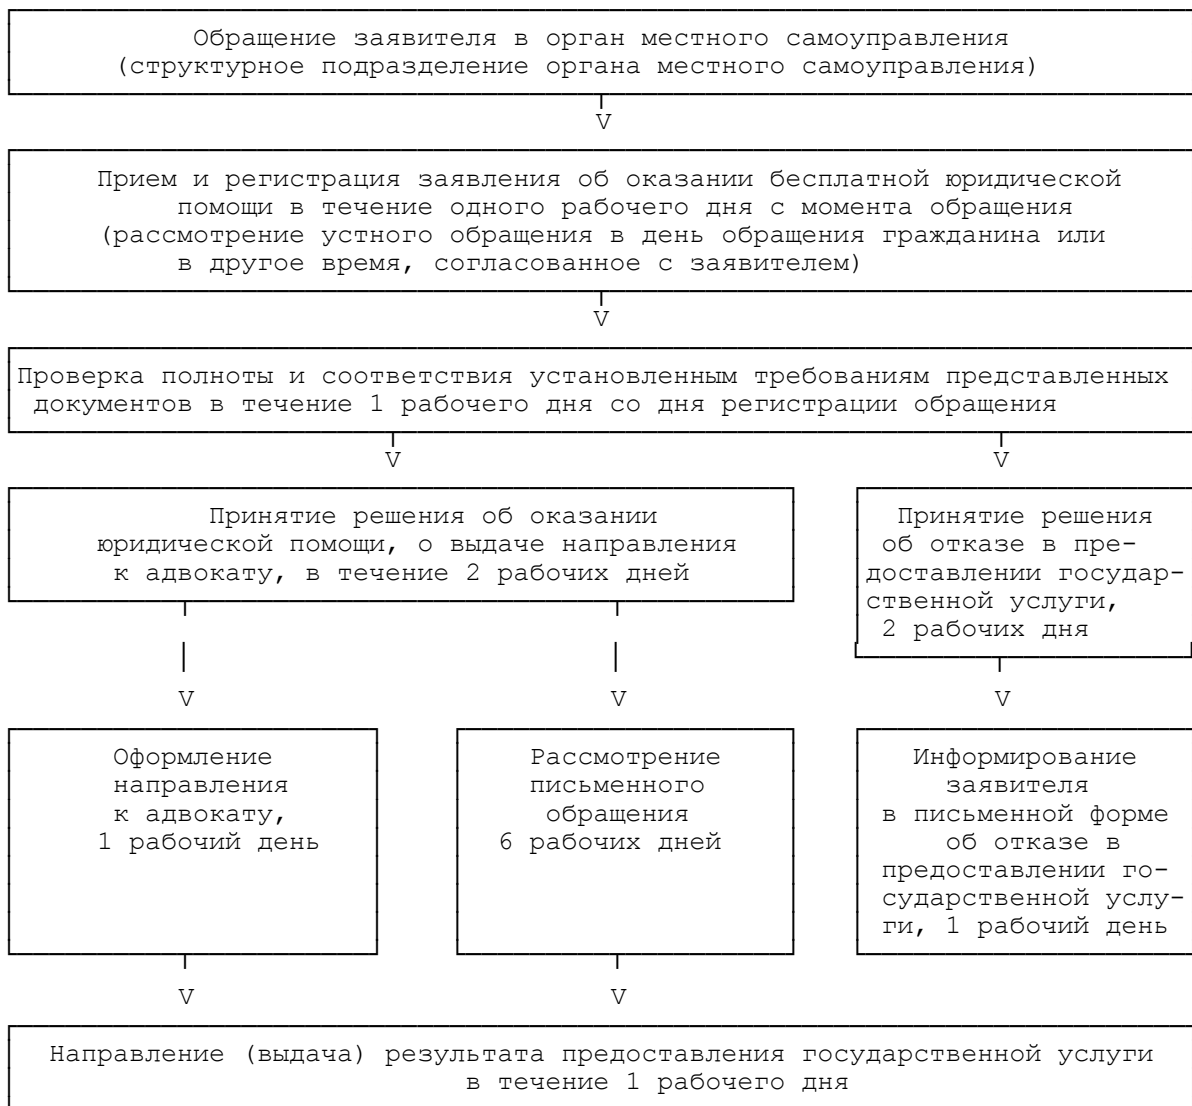 Обращение заявителя в орган местного самоуправления
(структурное подразделение органа местного самоуправления)
V
Прием и регистрация заявления об оказании бесплатной юридической
помощи в течение одного рабочего дня с момента обращения
(рассмотрение устного обращения в день обращения гражданина или
в другое время, согласованное с заявителем)
V
Проверка полноты и соответствия установленным требованиям представленных
документов в течение 1 рабочего дня со дня регистрации обращения
V V
Принятие решения об оказании
юридической помощи, о выдаче направления
к адвокату, в течение 2 рабочих дней
Принятие решения
об отказе в пре-
доставлении государ-
ственной услуги,
2 рабочих дня
V V V
Оформление
направления
к адвокату,
1 рабочий день
Рассмотрение
письменного
обращения
6 рабочих дней
Информирование
заявителя
в письменной форме
об отказе в
предоставлении го-
сударственной услу-
ги, 1 рабочий день
V V
Направление (выдача) результата предоставления государственной услуги
в течение 1 рабочего дня